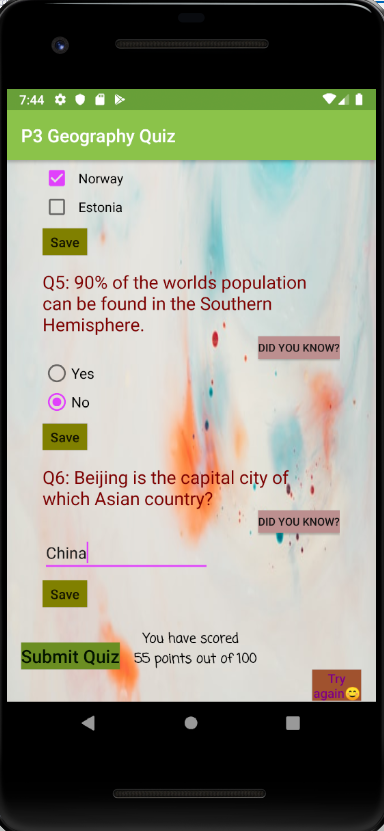 7:44
P3 Geography Quiz
Norway
Estonia
Save
Q5: 90% of the worlds population
can be found in the Southern
Hemisphere.
DID YOU KNOW?
Yes
No
Save
Q6: Beijing is the capital city of
which Asian country?
DID YOU KNOW?
China
Save
You have scored
Submit Quiz 55 points out of 100
Try
again😊